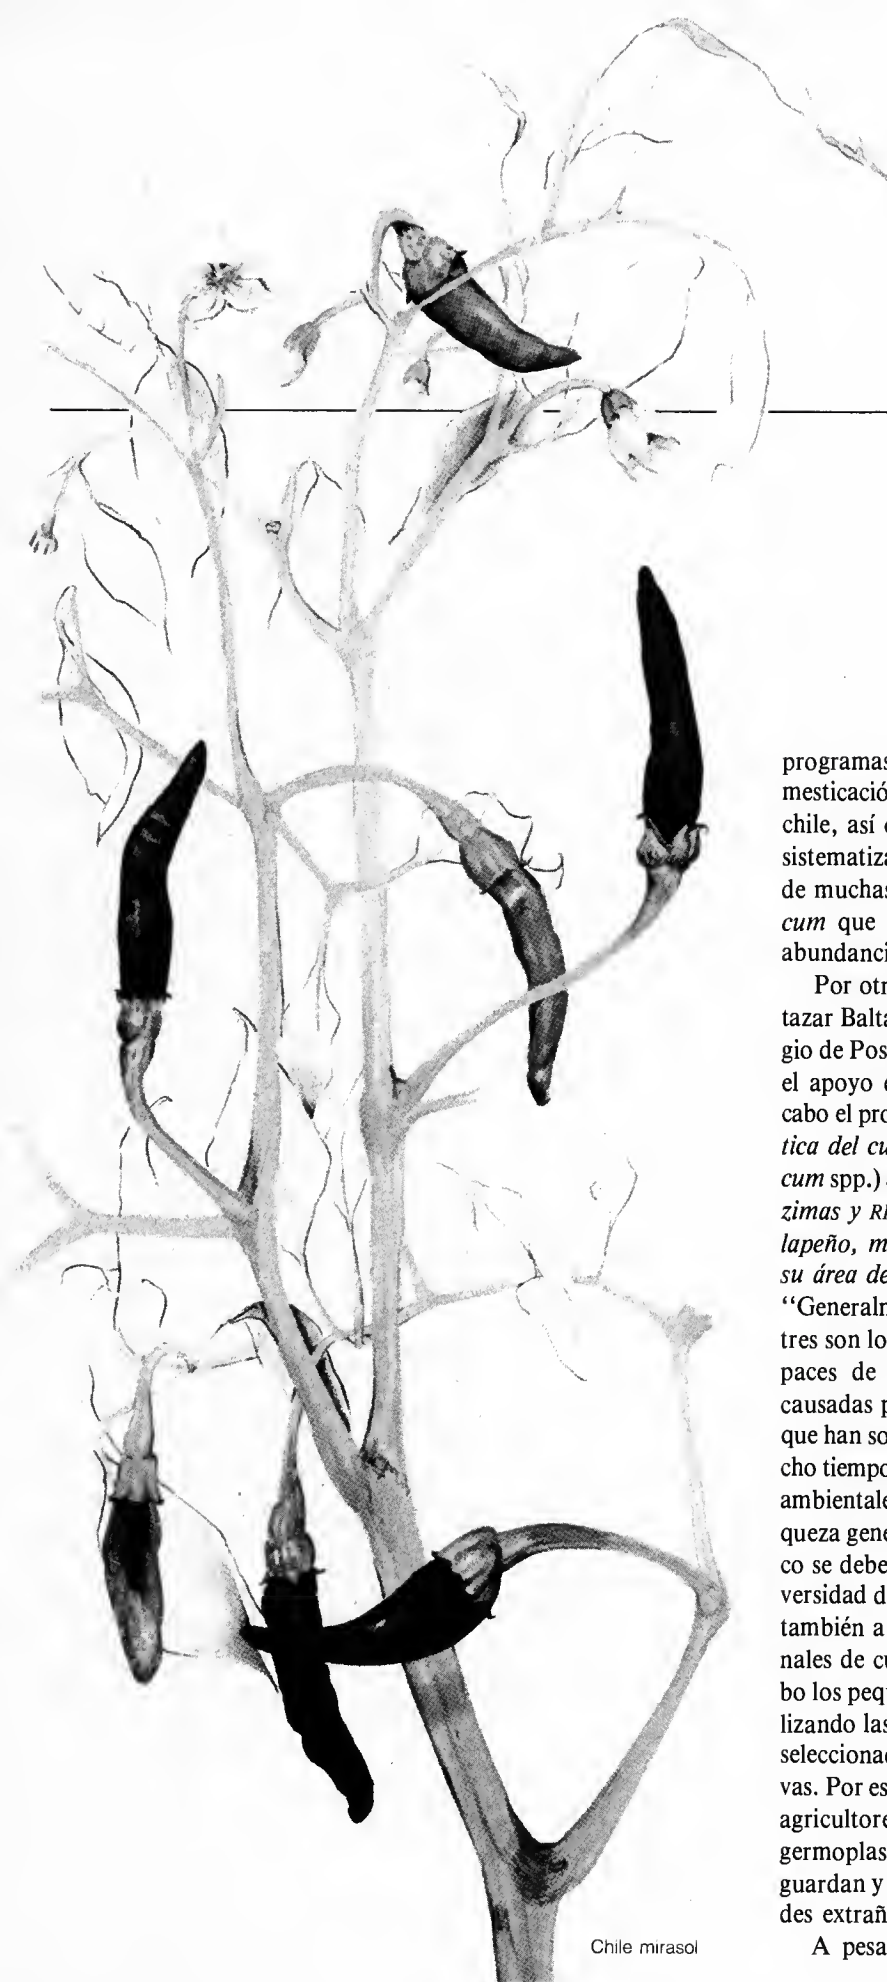 programas
mesticació
chile, así
sistematiza
de muchas
cum que
abundanci
Por otr
tazar Balta
gio de Pos
el apoyo
cabo el pro
tica del cu
cum spp.)
zimas y RI
lapeño, m
su área de
“Generaln
tres son lo
paces de
causadas p
que han so
cho tiempo
ambientale
queza gene
co se debe
versidad d
también a
nales de cu
bo los pequ
lizando las
seleccionad
vas. Por es
agricultore
germoplas
guardan y
des extrañ
A pesa
Chile mirasol